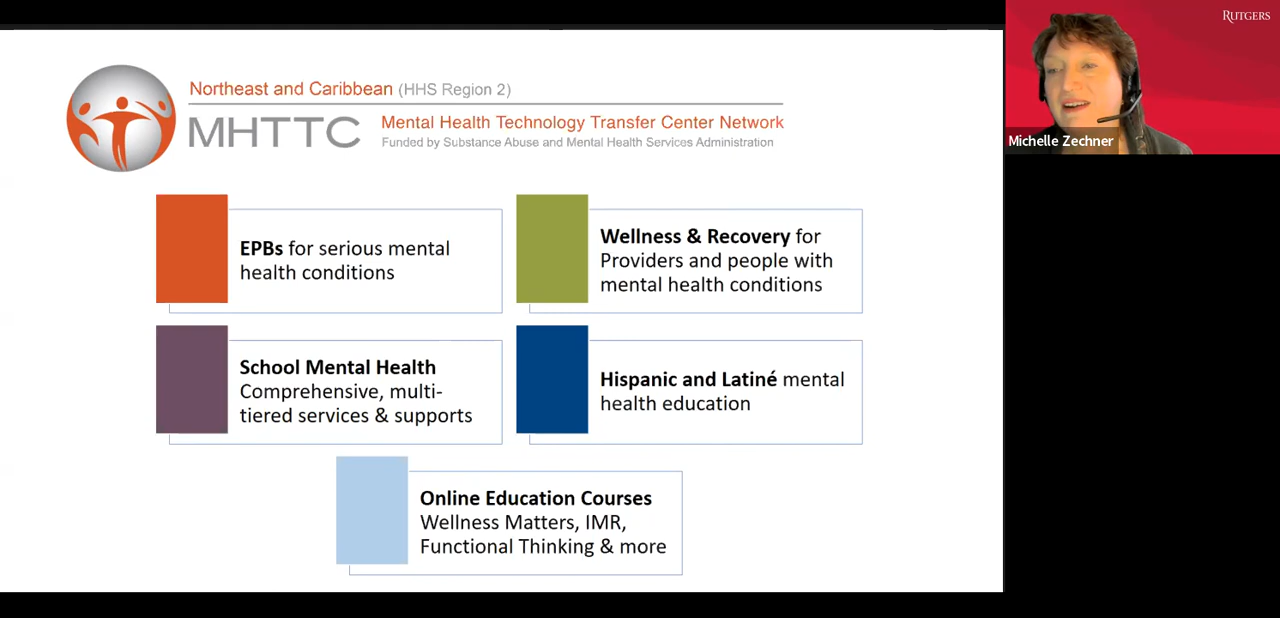 Northeast and Caribbean (HHS Region 2)
MHTTC
Mental Health Technology Transfer Center Network
Funded by Substance Abuse and Mental Health Services Administration
EPBs for serious mental
health conditions
Wellness & Recovery for
Providers and people with
mental health conditions
School Mental Health
Comprehensive, multi-
tiered services & supports
Hispanic and Latiné mental
health education
Online Education Courses
Wellness Matters, IMR,
Functional Thinking & more
RUTGERS
Michelle Zechner